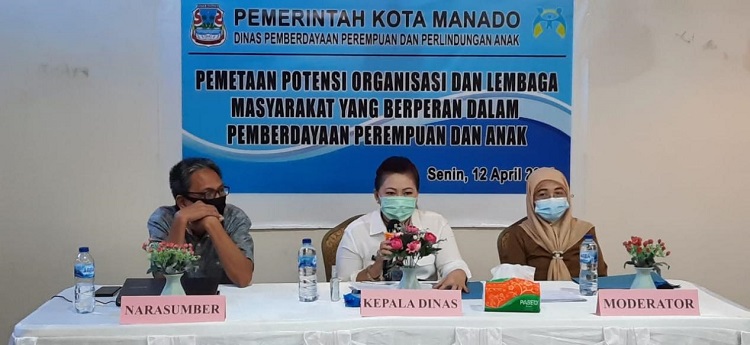 PEMERINTAH KOTA MANADO
DINAS PEMBERDAYAAN PEREMPUAN DAN PERLINDUNGAN ANAK
PEMETAAN POTENSI ORGANISASI DAN LEMBAGA
MASYARAKAT YANG BERPERAN DALAM
PEMBERDAYAAN PEREMPUAN DAN ANAK
Senin, 12 April
NARASUMBER
KEPALA DINAS
MODERATOR